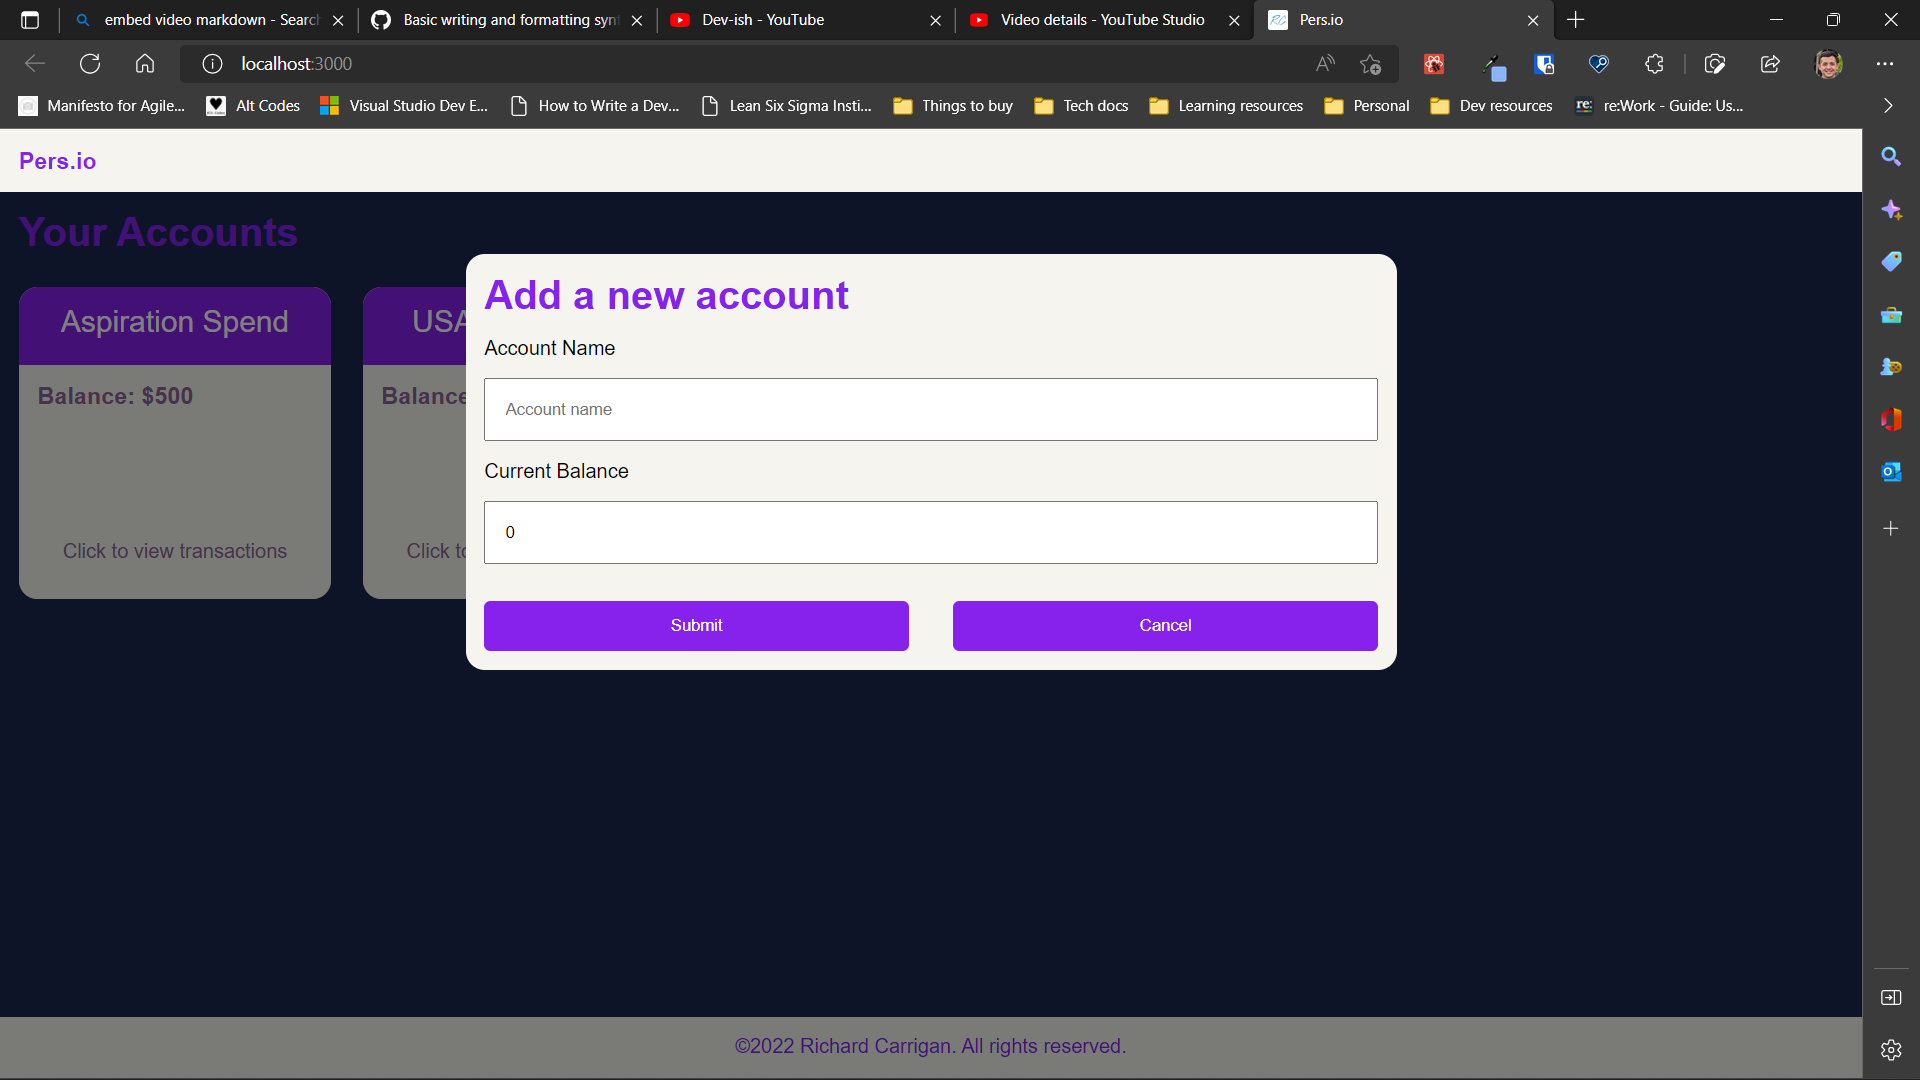 embed video markdown - Search
Basic writing and formatting synt
Dev-ish - YouTube
Video details - YouTube Studio
Pers.io
localhost:3000
Manifesto for Agile...
Alt Codes
Visual Studio Dev E...
How to Write a Dev...
Lean Six Sigma Insti...
Things to buy
Tech docs
Learning resources
Personal
Dev resources
re:Work - Guide: Us...
Pers.io
Your Accounts
Aspiration Spend
Balance: $500
Click to view transactions
USA
Balance
Click to
Add a new account
Account Name
Account name
Current Balance
0
Submit
Cancel
©2022 Richard Carrigan. All rights reserved.